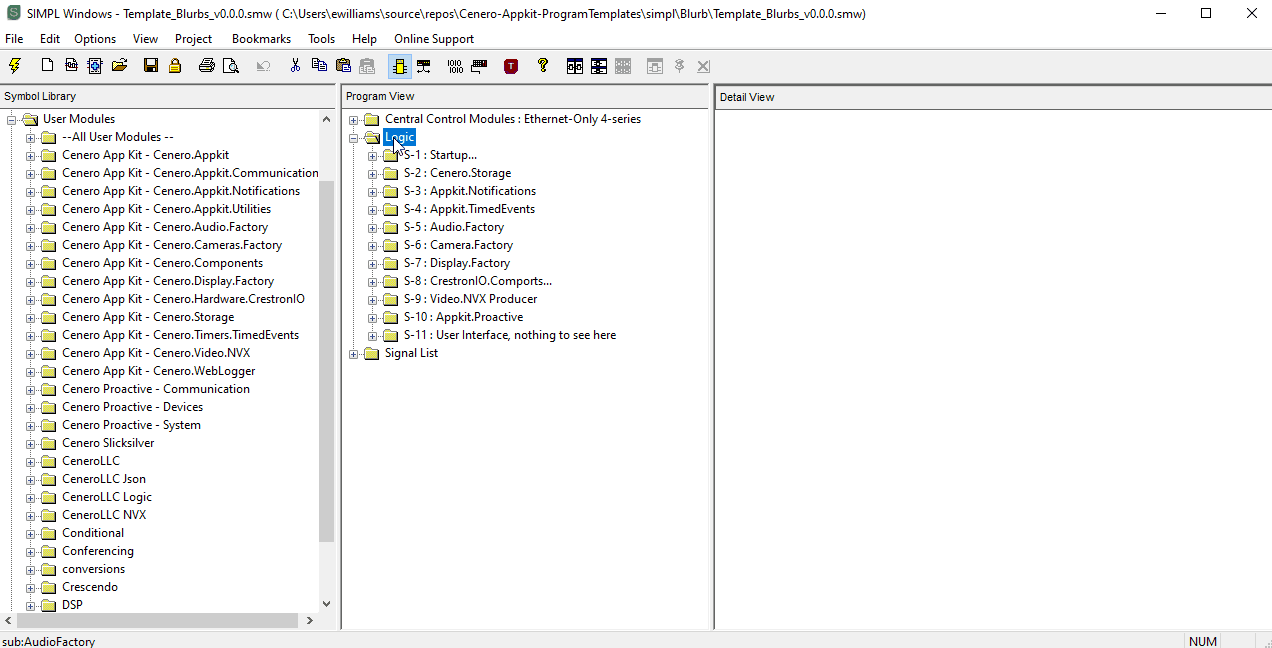 SIMPL Windows - Template_Blurbs_v0.0.0.smw ( C:\Users\ewilliams\source\repos\Cenero-Appkit-ProgramTemplates\simpl\Blurb\Template_Blurbs_v0.0.0.smw)
File Edit Options View Project Bookmarks Tools Help Online Support
Symbol Library
User Modules
--All User Modules --
Cenero App Kit - Cenero.Appkit
Cenero App Kit - Cenero.Appkit.Communication
Cenero App Kit - Cenero.Appkit.Notifications
Cenero App Kit - Cenero.Appkit.Utilities
Cenero App Kit - Cenero.Audio.Factory
Cenero App Kit - Cenero.Cameras.Factory
Cenero App Kit - Cenero.Components
Cenero App Kit - Cenero.Display.Factory
Cenero App Kit - Cenero.Hardware.CrestronIO
Cenero App Kit - Cenero.Storage
Cenero App Kit - Cenero.Timers.TimedEvents
Cenero App Kit - Cenero.Video.NVX
Cenero App Kit - Cenero.WebLogger
Cenero Proactive - Communication
Cenero Proactive - Devices
Cenero Proactive - System
Cenero Slicksilver
CeneroLLC
CeneroLLC Json
CeneroLLC Logic
CeneroLLC NVX
Conditional
Conferencing
conversions
Crescendo
DSP
Program View
Central Control Modules : Ethernet-Only 4-series
Logic
S-1 : Startup...
S-2 : Cenero.Storage
S-3 : Appkit.Notifications
S-4 : Appkit.TimedEvents
S-5 : Audio.Factory
S-6 : Camera.Factory
S-7 : Display.Factory
S-8 : CrestronIO.Comports...
S-9 : Video.NVX Producer
S-10 : Appkit.Proactive
S-11 : User Interface, nothing to see here
Signal List
Detail View
sub:AudioFactory
NUM